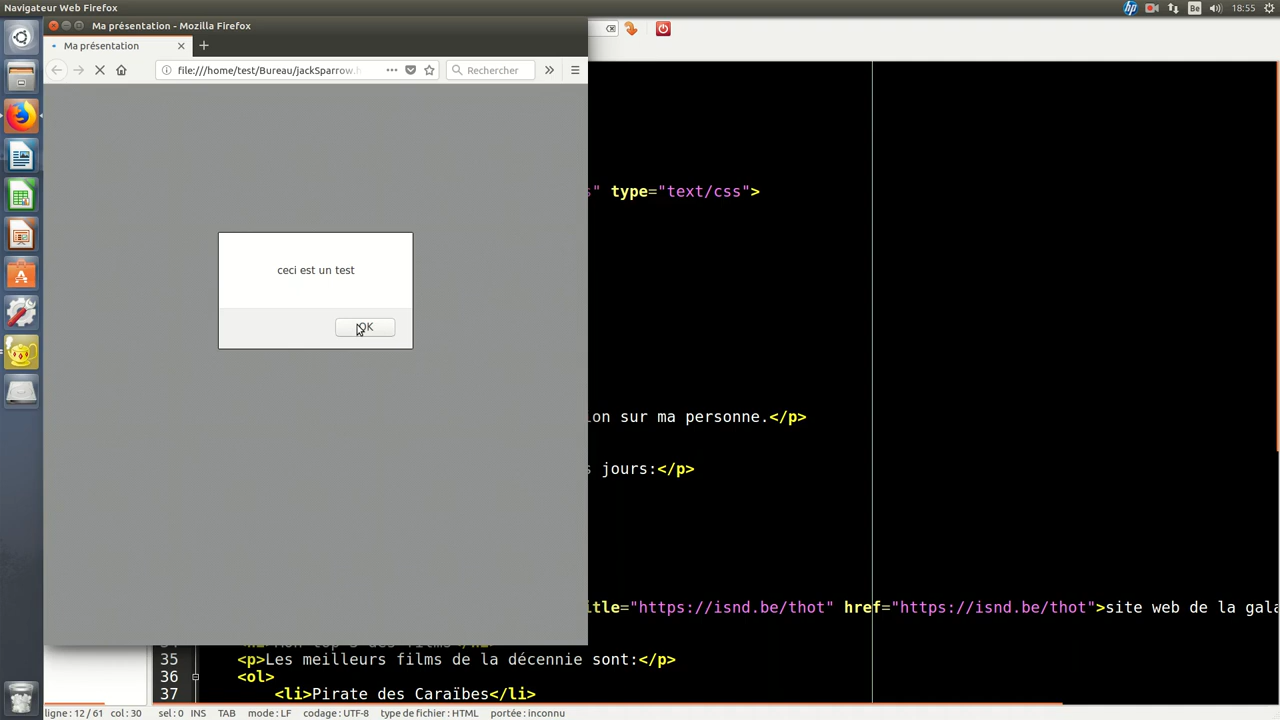 Navigateur Web Firefox
Be
18:55
Ma présentation - Mozilla Firefox
Ma présentation
file:///home/test/Bureau/jackSparrow.h
Rechercher
" type="text/css">
ceci est un test
OK
ion sur ma personne.</p>
s jours:</p>
itle="https://isnd.be/thot" href="https://isnd.be/thot">site web de la gala
35 <p>Les meilleurs films de la décennie sont:</p>
36 <ol>
37 <li>Pirate des Caraïbes</li>
ligne : 12 / 61 col : 30 sel : 0 INS TAB mode : LF codage : UTF-8 type de fichier : HTML portée : inconnu